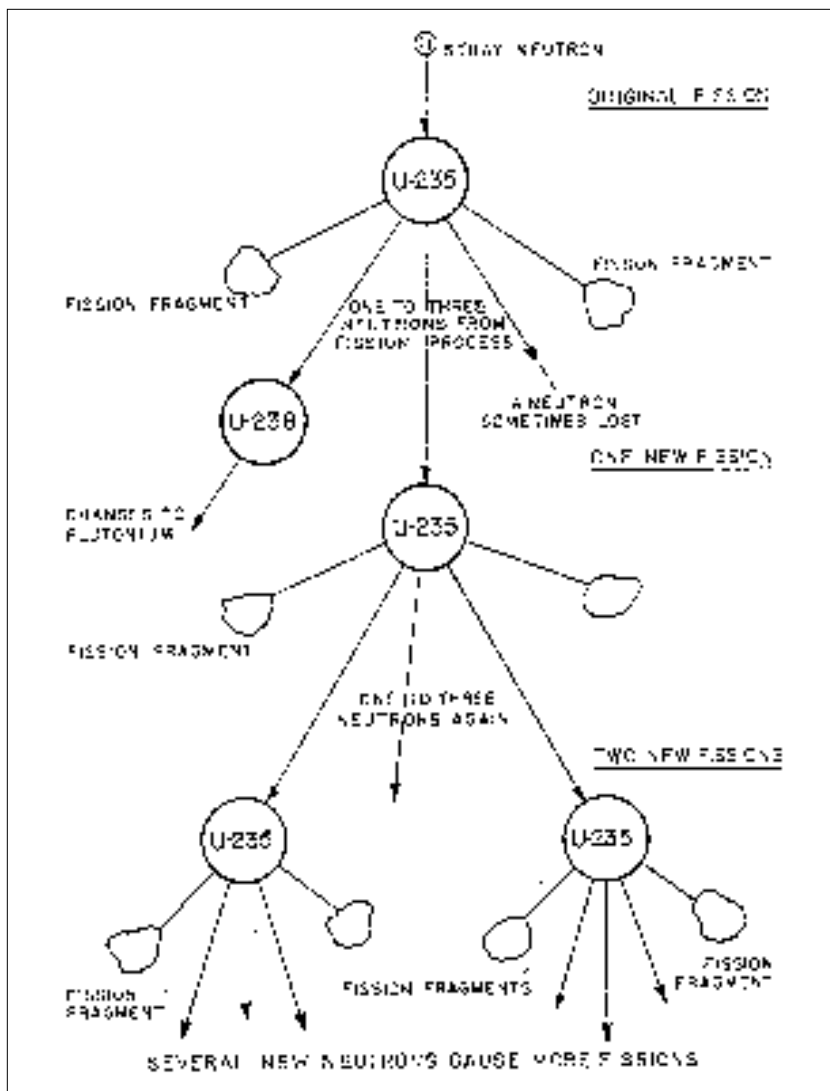 STRAY NEUTRON
ORIGINAL FISSION
U-235
FISSION FRAGMENT
FISSION FRAGMENT
ONE TO THREE
NEUTRONS FROM
FISSION PROCESS
A NEUTRON
SOMETIMES LOST
U-238
ONE NEW FISSION
CHANGES TO
PLUTONIUM
U-235
FISSION FRAGMENT
ONE TO THREE
NEUTRONS AGAIN
TWO NEW FISSIONS
U-235
U-235
FISSION
FRAGMENT
FISSION FRAGMENTS
FISSION
FRAGMENT
SEVERAL NEW NEUTRONS CAUSE MORE FISSIONS